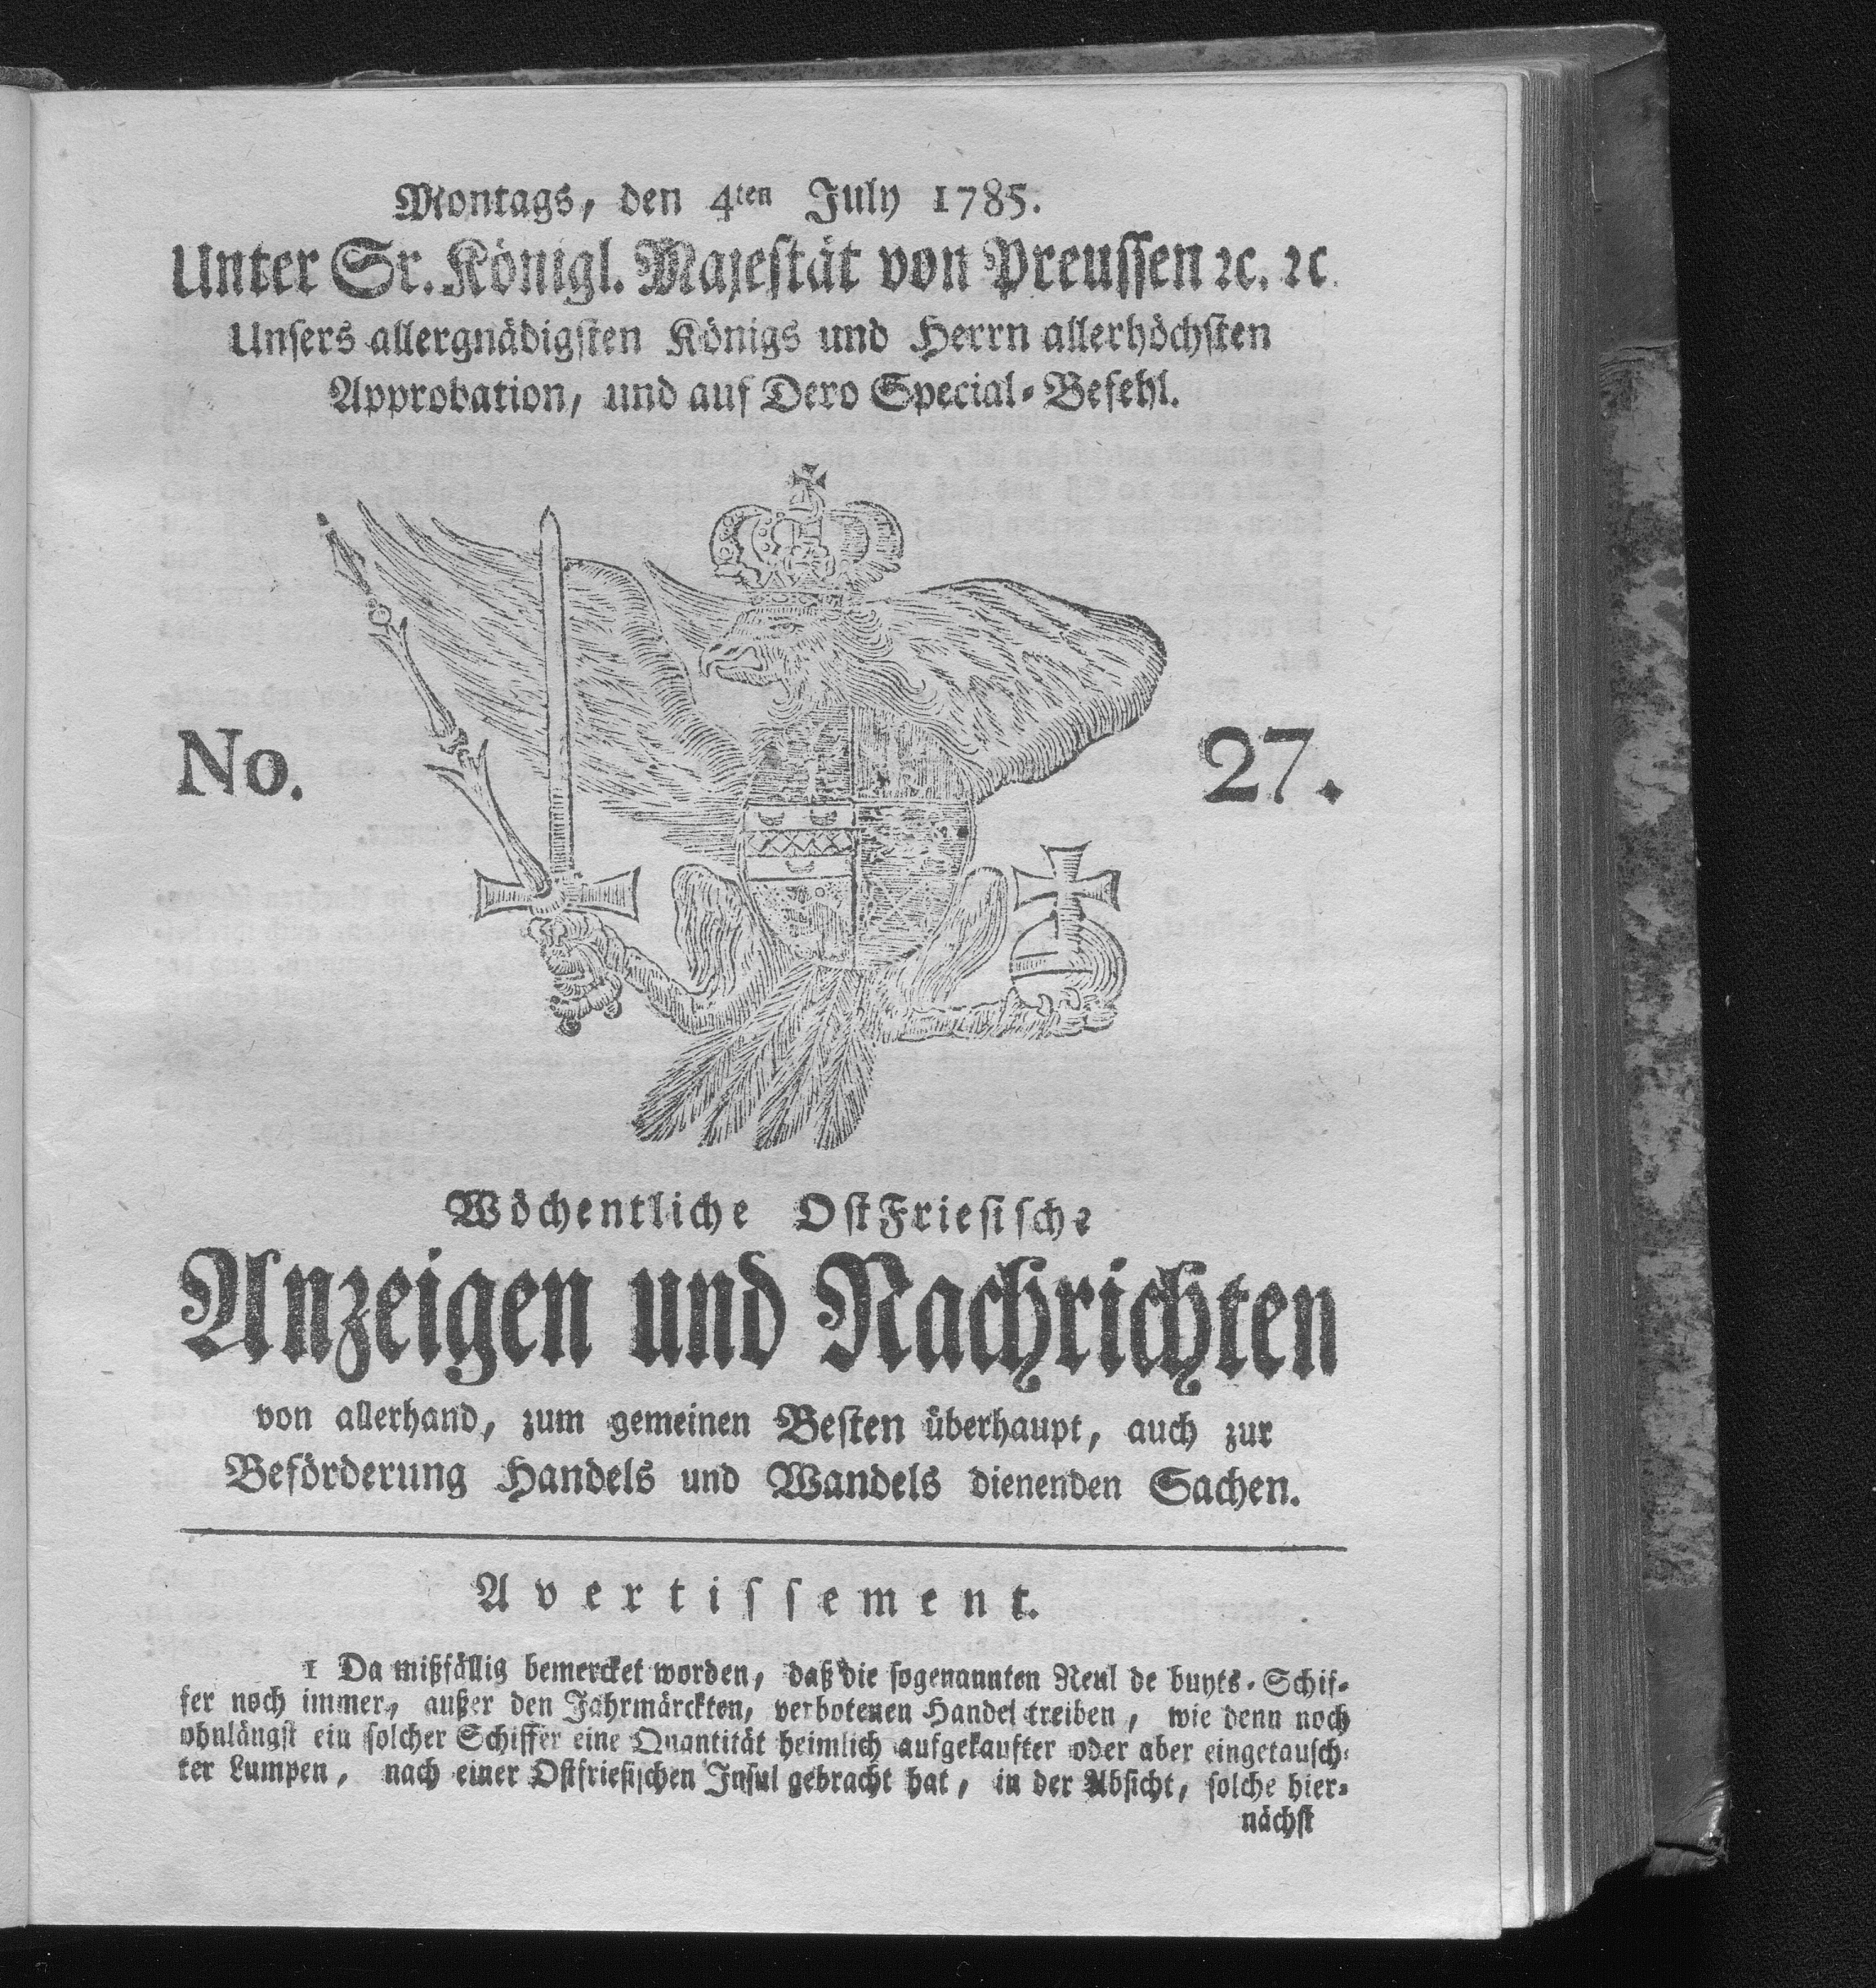 Montags, den 4ten July 1785.
Unter Sr. Königl. Majestät von Preussen ꝛc. ꝛc.
Unsers allergnädigsten Königs und Herrn allerhöchsten
Approbation, und auf Dero Special-Befehl.
No. 27.
Wöchentliche OstFriesische
Anzeigen und Nachrichten
von allerhand, zum gemeinen Besten überhaupt, auch zur
Beförderung Handels und Wandels dienenden Sachen.
Avertissement.
1 Da mißfällig bemercket worden, daß die sogenannten Reul de buyts-Schif-
fer noch immer, außer den Jahrmärckten, verbotenen Handel treiben, wie denn noch
ohnlängst ein solcher Schiffer eine Quantität heimlich aufgekaufter oder aber eingetausch-
ter Lumpen, nach einer Ostfriesischen Insul gebracht hat, in der Absicht, solche hier-
nächst